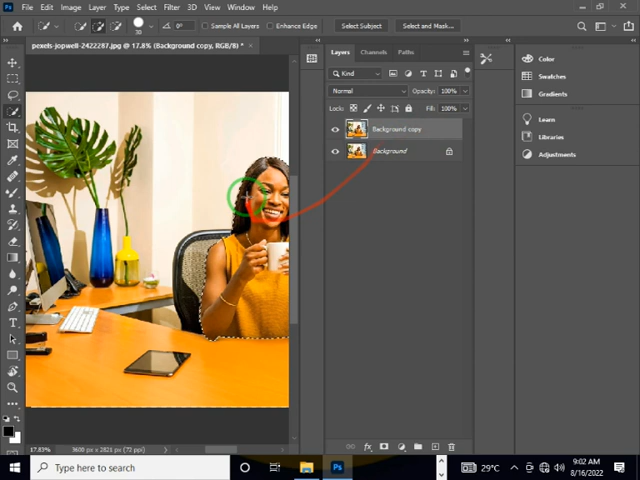 Ps File Edit Image Layer Type Select Filter 3D View Window Help
30 0° Sample All Layers Enhance Edge Select Subject Select and Mask...
pexels-jopwell-2422287.jpg @ 17.8% (Background copy, RGB/8) *
Layers Channels Paths
Kind
Normal Opacity: 100%
Lock: Fill: 100%
Background copy
Background
Color
Swatches
Gradients
Learn
Libraries
Adjustments
17.83% 3600 px x 2821 px (72 ppi)
Type here to search
Ps
29°C
9:02 AM
8/16/2022